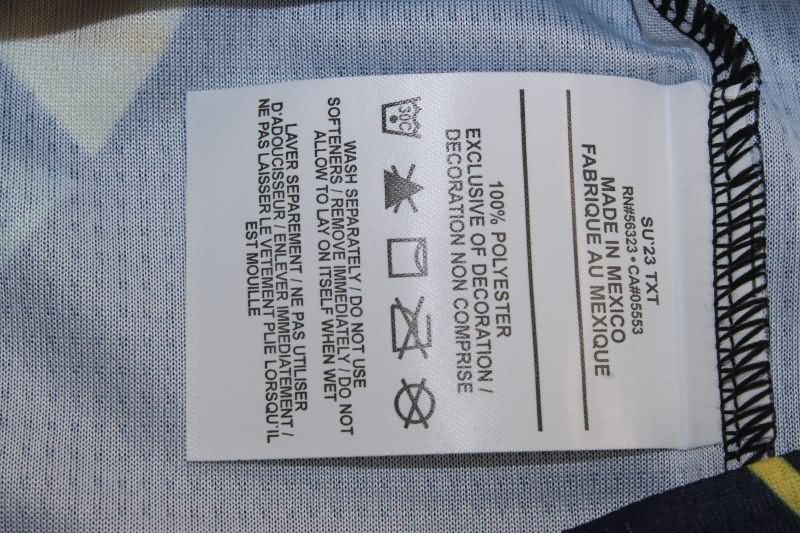 SU'23 TXT
RN#56323 • CA#05553
MADE IN MEXICO
FABRIQUE AU MEXIQUE
100% POLYESTER
EXCLUSIVE OF DECORATION /
DECORATION NON COMPRISE
30C
WASH SEPARATELY / DO NOT USE
SOFTENERS / REMOVE IMMEDIATELY / DO NOT
ALLOW TO LAY ON ITSELF WHEN WET
LAVER SEPAREMENT / NE PAS UTILISER
D'ADOUCISSEUR / ENLEVER IMMEDIATEMENT /
NE PAS LAISSER LE VETEMENT PLIE LORSQU'IL
EST MOUILLE